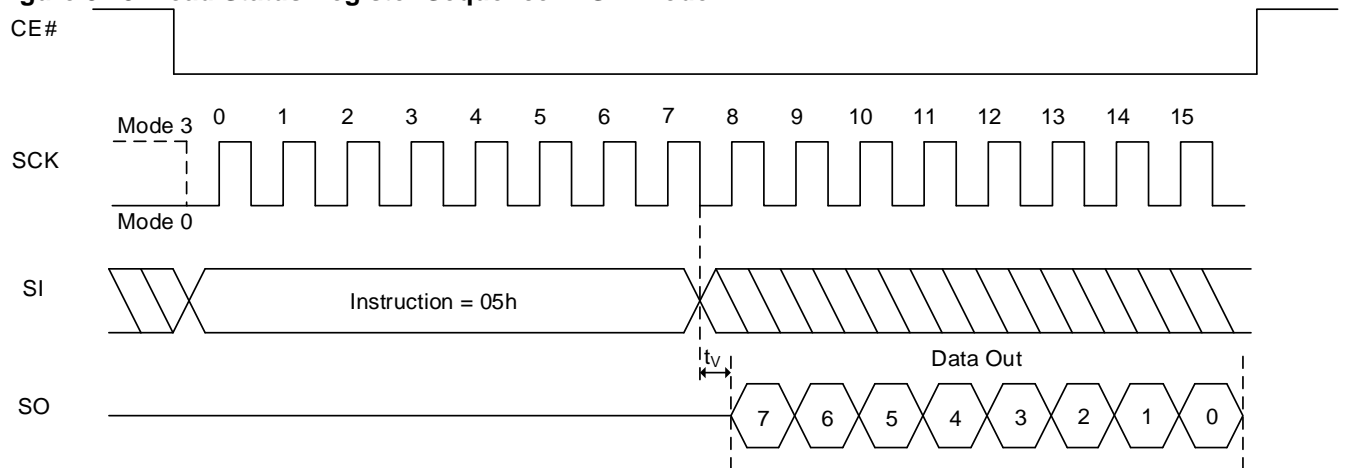 CE#
0 1 2 3 4 5 6 7 8 9 10 11 12 13 14 15
Mode 3
SCK
Mode 0
SI
Instruction = 05h
tV
Data Out
SO
7 6 5 4 3 2 1 0